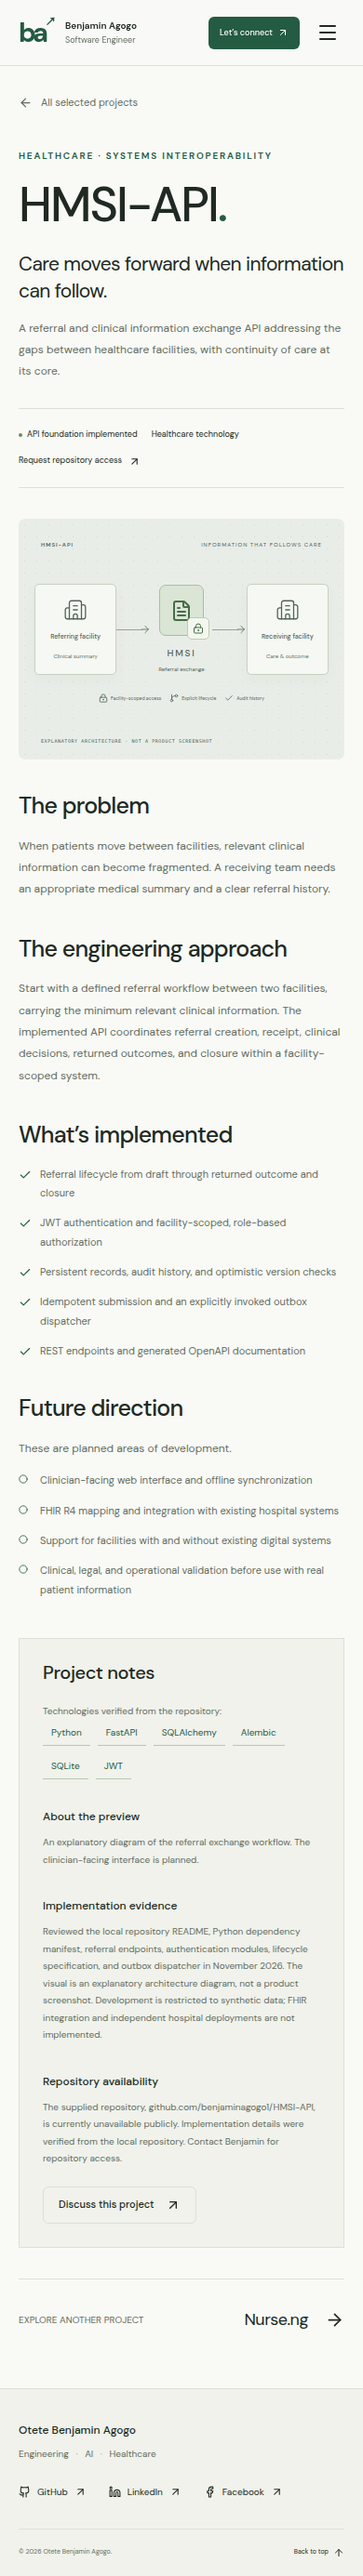 ba
Benjamin Agogo
Software Engineer
Let's connect
All selected projects
HEALTHCARE · SYSTEMS INTEROPERABILITY
HMSI-API.
Care moves forward when information
can follow.
A referral and clinical information exchange API addressing the
gaps between healthcare facilities, with continuity of care at
its core.
API foundation implemented
Healthcare technology
Request repository access
HMSI-API
INFORMATION THAT FOLLOWS CARE
Referring facility
Clinical summary
HMSI
Referral exchange
Receiving facility
Care & outcome
Facility-scoped access
Explicit lifecycle
Audit history
EXPLANATORY ARCHITECTURE · NOT A PRODUCT SCREENSHOT
The problem
When patients move between facilities, relevant clinical
information can become fragmented. A receiving team needs
an appropriate medical summary and a clear referral history.
The engineering approach
Start with a defined referral workflow between two facilities,
carrying the minimum relevant clinical information. The
implemented API coordinates referral creation, receipt, clinical
decisions, returned outcomes, and closure within a facility-
scoped system.
What's implemented
Referral lifecycle from draft through returned outcome and
closure
JWT authentication and facility-scoped, role-based
authorization
Persistent records, audit history, and optimistic version checks
Idempotent submission and an explicitly invoked outbox
dispatcher
REST endpoints and generated OpenAPI documentation
Future direction
These are planned areas of development.
Clinician-facing web interface and offline synchronization
FHIR R4 mapping and integration with existing hospital systems
Support for facilities with and without existing digital systems
Clinical, legal, and operational validation before use with real
patient information
Project notes
Technologies verified from the repository:
Python
FastAPI
SQLAlchemy
Alembic
SQLite
JWT
About the preview
An explanatory diagram of the referral exchange workflow. The
clinician-facing interface is planned.
Implementation evidence
Reviewed the local repository README, Python dependency
manifest, referral endpoints, authentication modules, lifecycle
specification, and outbox dispatcher in November 2026. The
visual is an explanatory architecture diagram, not a product
screenshot. Development is restricted to synthetic data; FHIR
integration and independent hospital deployments are not
implemented.
Repository availability
The supplied repository, github.com/benjaminagogo1/HMSI-API,
is currently unavailable publicly. Implementation details were
verified from the local repository. Contact Benjamin for
repository access.
Discuss this project
EXPLORE ANOTHER PROJECT
Nurse.ng
Otete Benjamin Agogo
Engineering · AI · Healthcare
GitHub
LinkedIn
Facebook
© 2026 Otete Benjamin Agogo.
Back to top